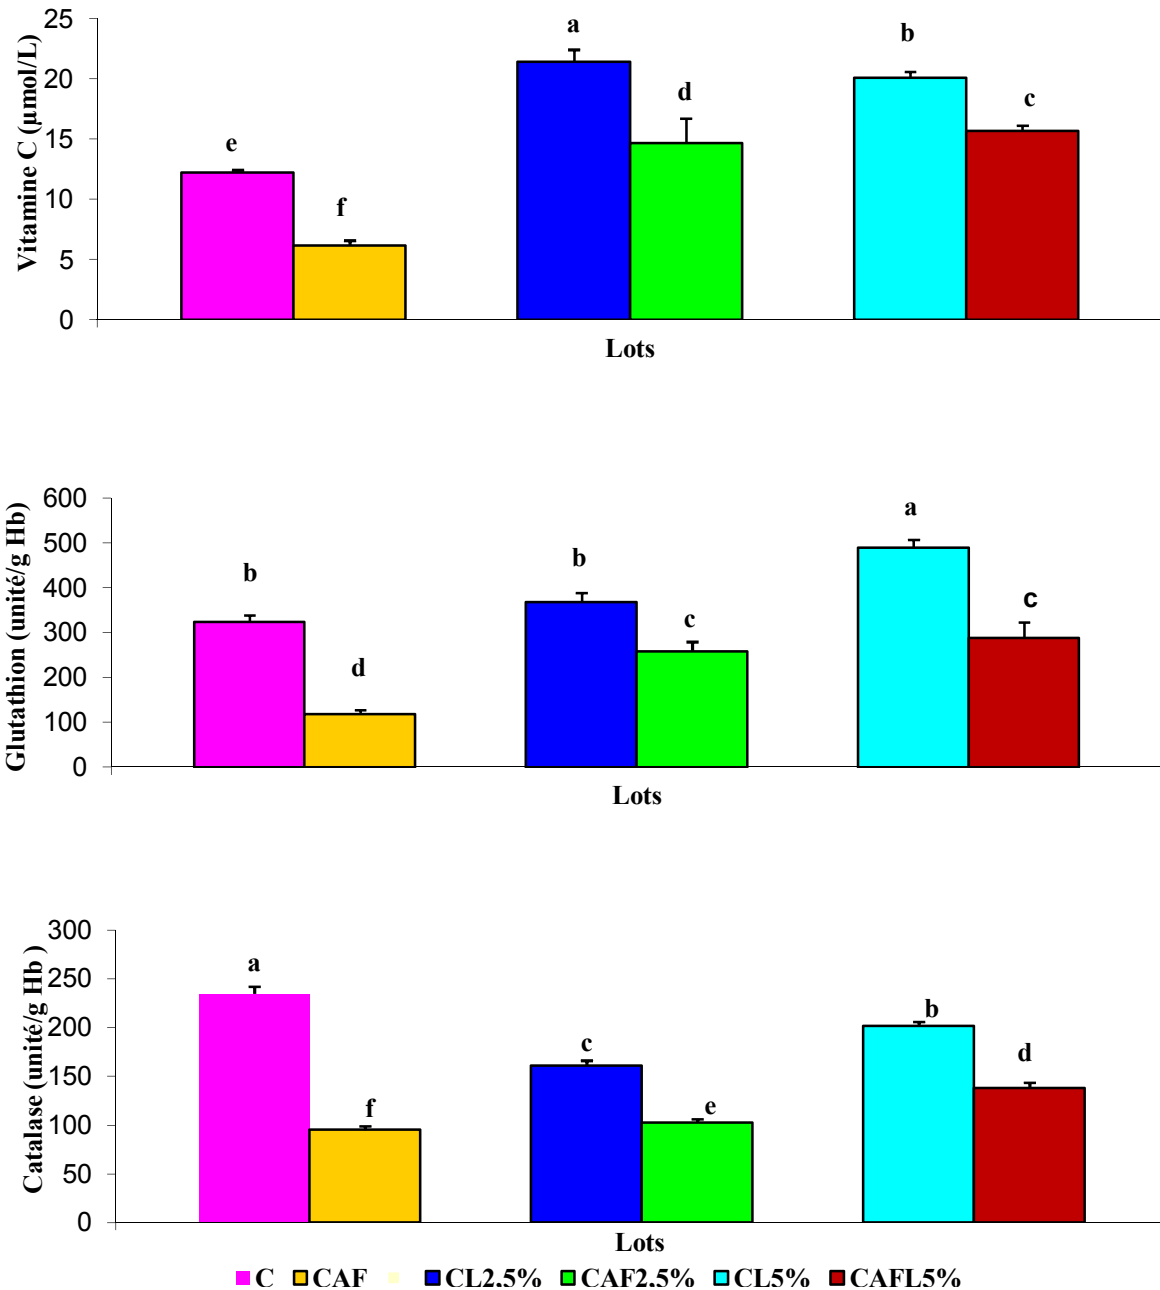 Vitamine C (µmol/L)
25
20
15
10
5
0
e
f
a
d
b
c
Lots
Glutathion (unité/g Hb)
600
500
400
300
200
100
0
b
d
b
c
a
c
Lots
Catalase (unité/g Hb )
300
250
200
150
100
50
0
a
f
c
e
b
d
Lots
C CAF CL2.5% CAF2.5% CL5% CAFL5%